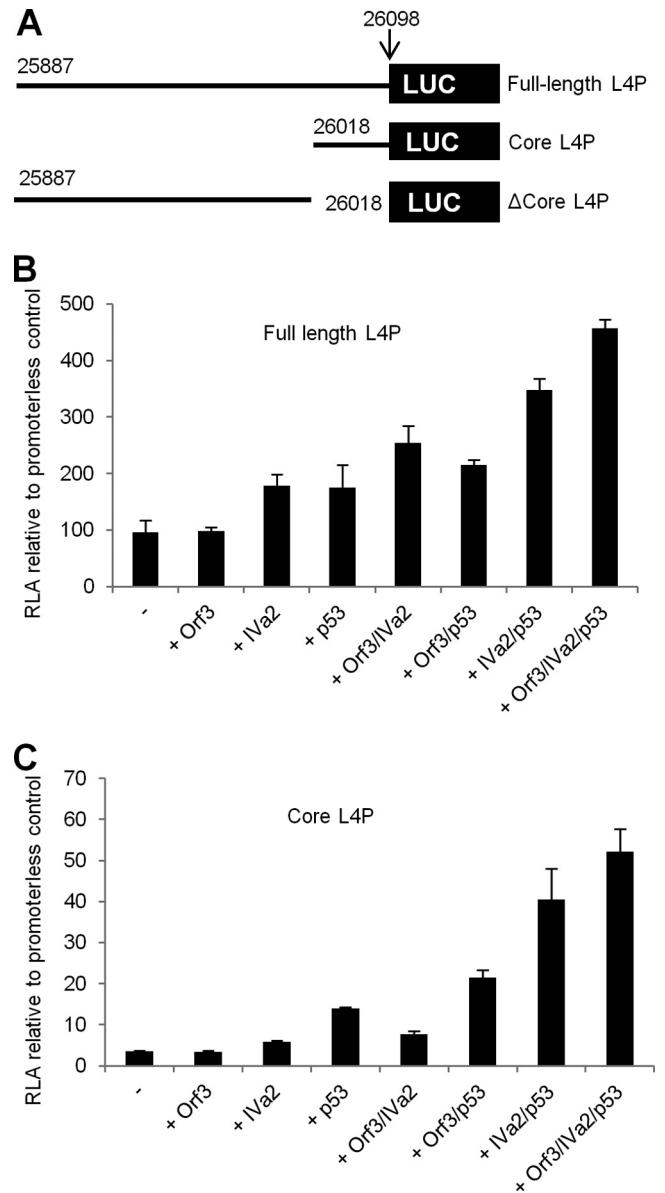 A
26098
25887
LUC
Full-length L4P
26018
LUC
Core L4P
25887
26018
LUC
ΔCore L4P
B
RLA relative to promoterless control
Full length L4P
500
400
300
200
100
0
-
+ Orf3
+ IVa2
+ p53
+ Orf3/IVa2
+ Orf3/p53
+ IVa2/p53
+ Orf3/IVa2/p53
C
RLA relative to promoterless control
Core L4P
70
60
50
40
30
20
10
0
-
+ Orf3
+ IVa2
+ p53
+ Orf3/IVa2
+ Orf3/p53
+ IVa2/p53
+ Orf3/IVa2/p53